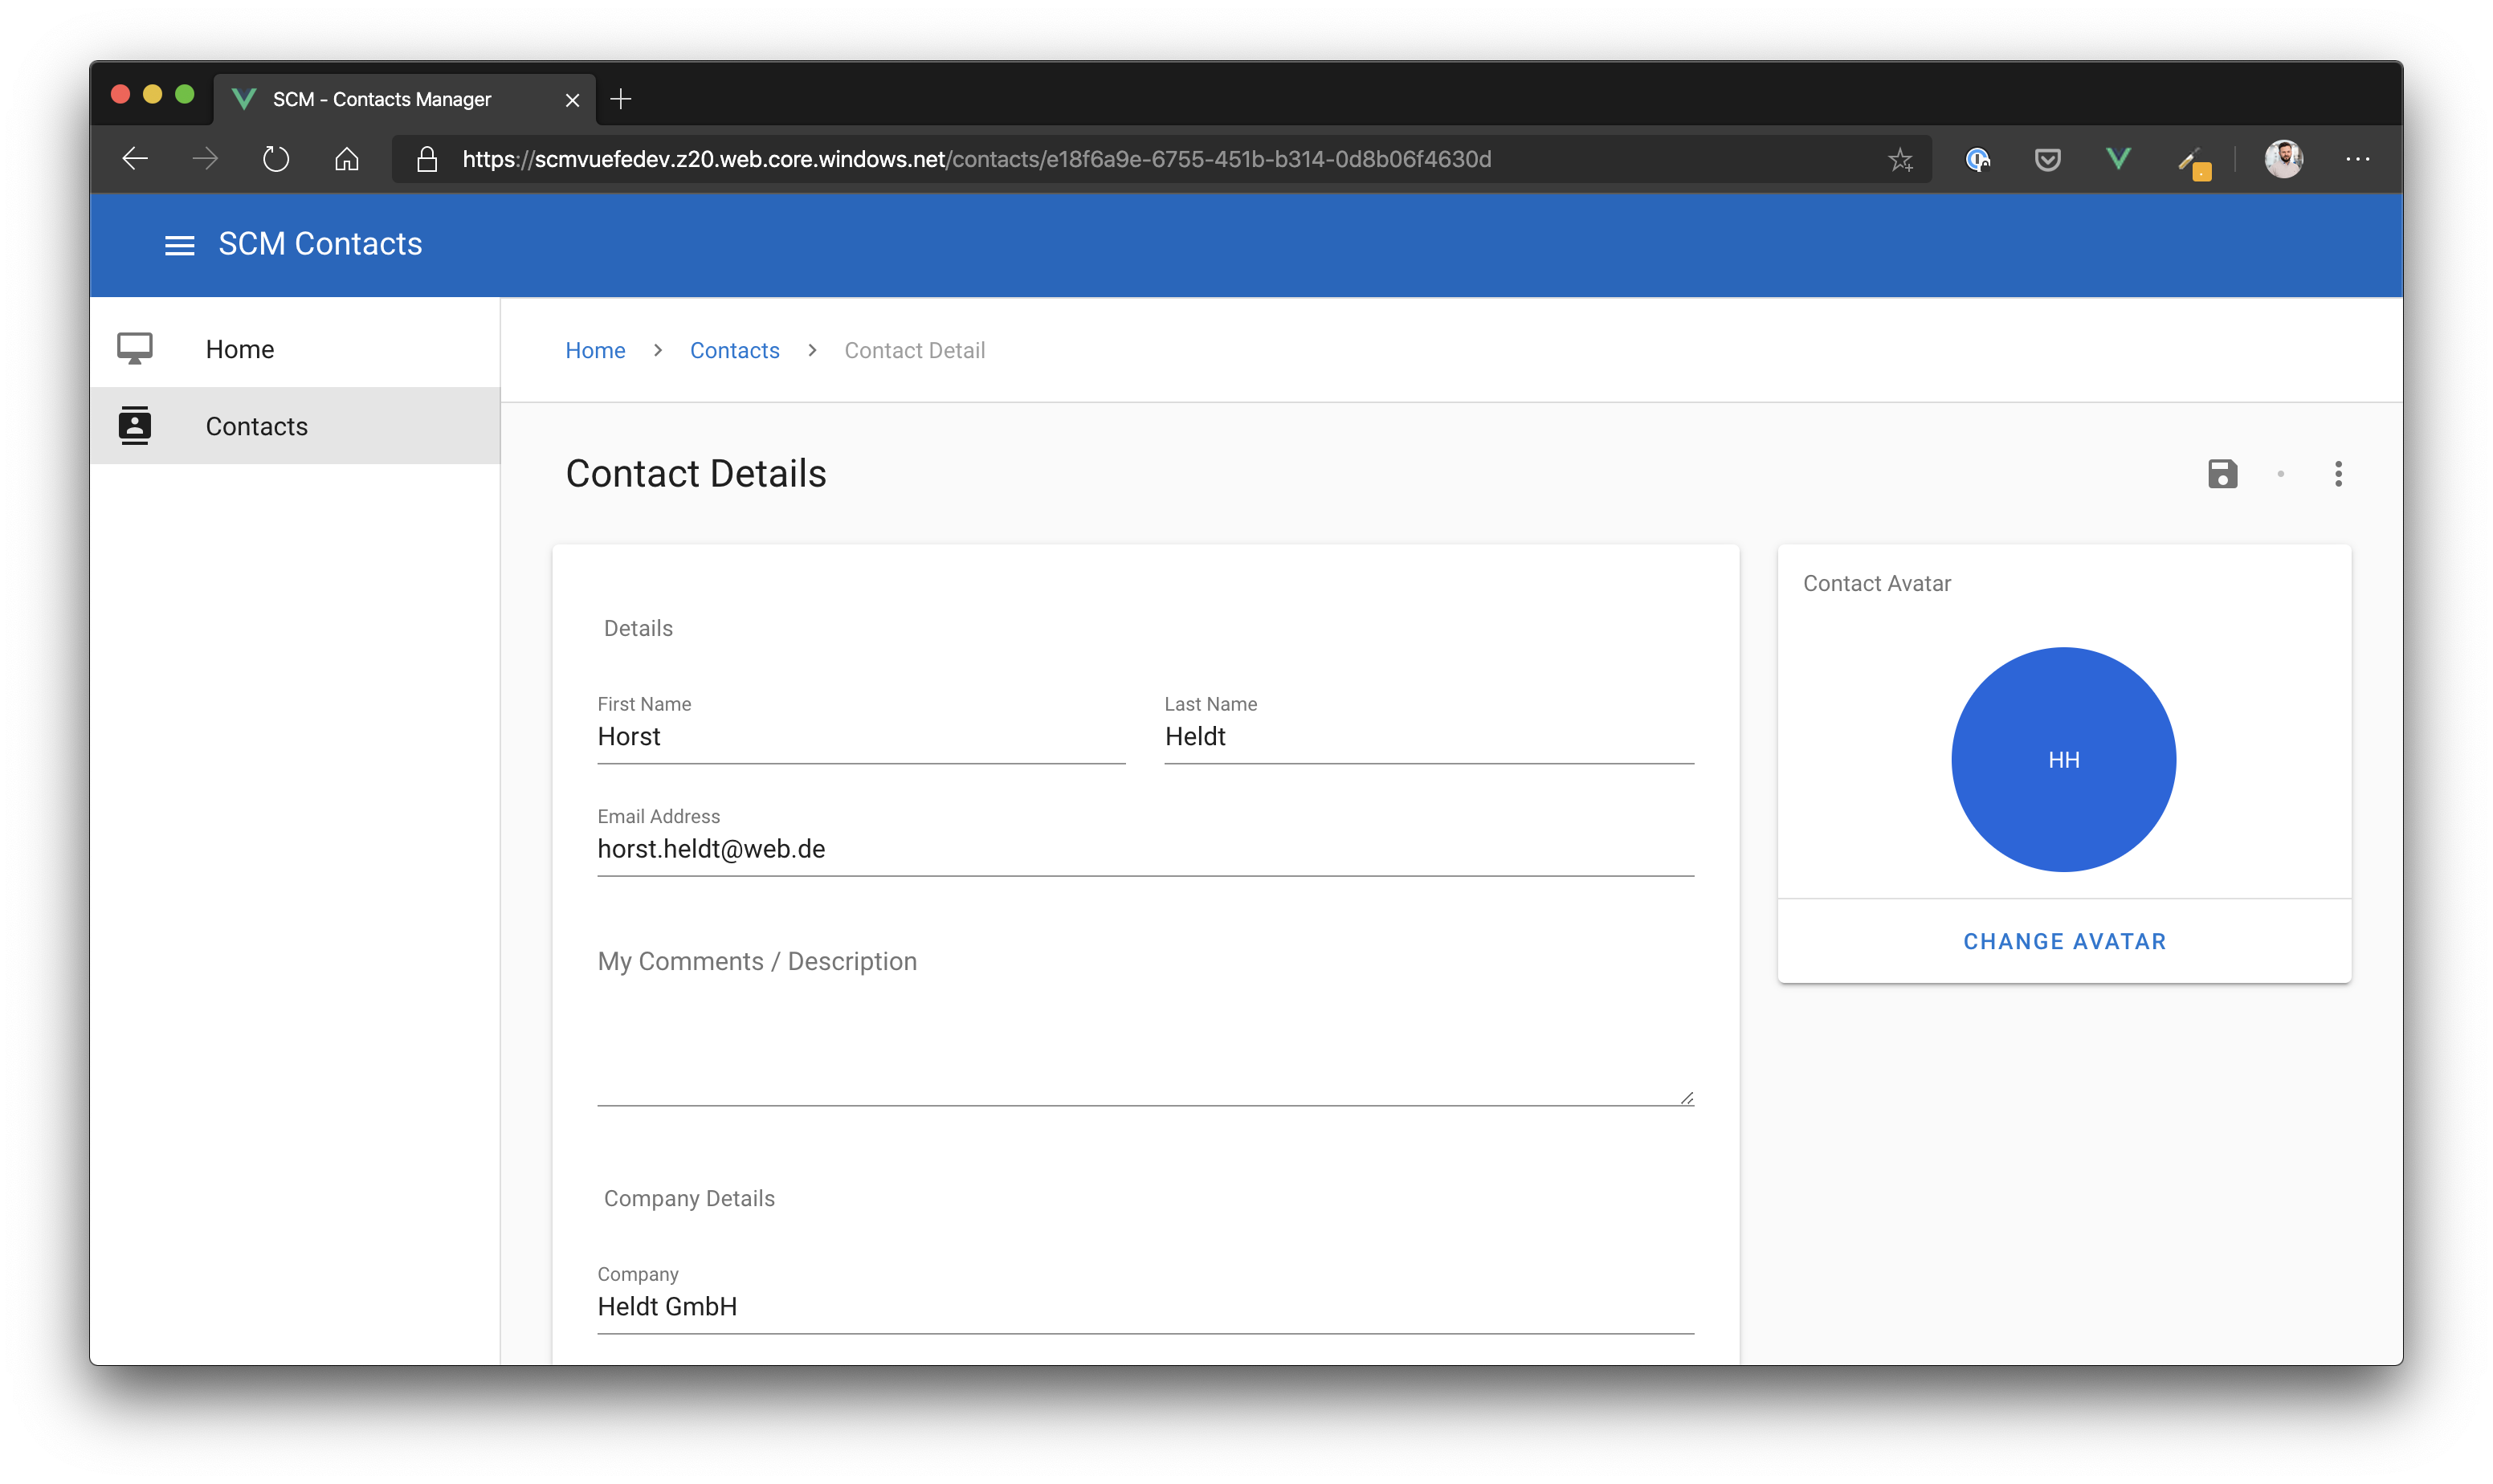 SCM - Contacts Manager
https://scmvuefedev.z20.web.core.windows.net/contacts/e18f6a9e-6755-451b-b314-0d8b06f4630d
SCM Contacts
Home
Contacts
Home > Contacts > Contact Detail
Contact Details
Details
First Name
Horst
Last Name
Heldt
Email Address
horst.heldt@web.de
My Comments / Description
Company Details
Company
Heldt GmbH
Contact Avatar
HH
CHANGE AVATAR